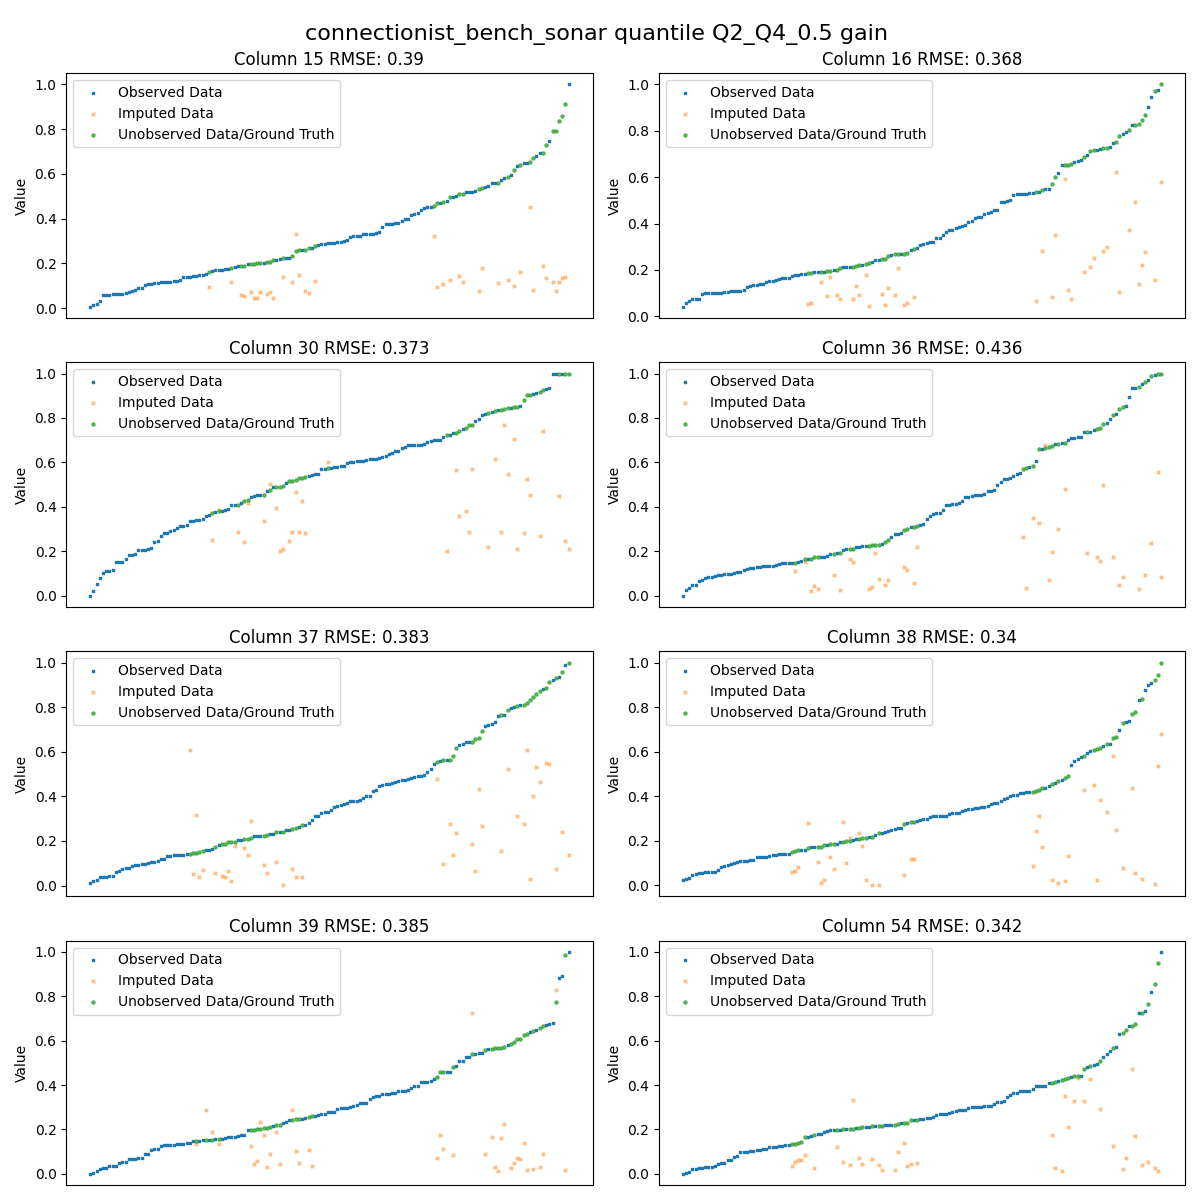 connectionist_bench_sonar quantile Q2_Q4_0.5 gain
Column 15 RMSE: 0.39
Column 16 RMSE: 0.368
1.0
0.8
0.6
0.4
0.2
0.0
Value
Observed Data
Imputed Data
Unobserved Data/Ground Truth
1.0
0.8
0.6
0.4
0.2
0.0
Value
Observed Data
Imputed Data
Unobserved Data/Ground Truth
Column 30 RMSE: 0.373
Column 36 RMSE: 0.436
1.0
0.8
0.6
0.4
0.2
0.0
Value
Observed Data
Imputed Data
Unobserved Data/Ground Truth
1.0
0.8
0.6
0.4
0.2
0.0
Value
Observed Data
Imputed Data
Unobserved Data/Ground Truth
Column 37 RMSE: 0.383
Column 38 RMSE: 0.34
1.0
0.8
0.6
0.4
0.2
0.0
Value
Observed Data
Imputed Data
Unobserved Data/Ground Truth
1.0
0.8
0.6
0.4
0.2
0.0
Value
Observed Data
Imputed Data
Unobserved Data/Ground Truth
Column 39 RMSE: 0.385
Column 54 RMSE: 0.342
1.0
0.8
0.6
0.4
0.2
0.0
Value
Observed Data
Imputed Data
Unobserved Data/Ground Truth
1.0
0.8
0.6
0.4
0.2
0.0
Value
Observed Data
Imputed Data
Unobserved Data/Ground Truth